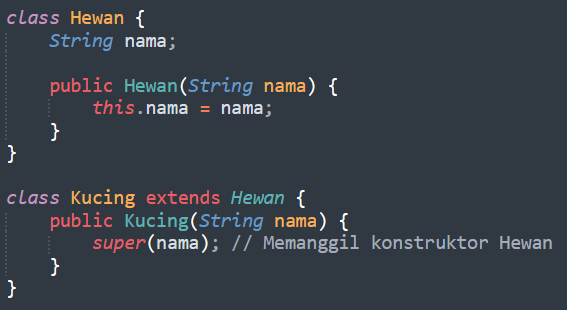 class Hewan {
    String nama;

    public Hewan(String nama) {
        this.nama = nama;
    }
}

class Kucing extends Hewan {
    public Kucing(String nama) {
        super(nama); // Memanggil konstruktor Hewan
    }
}